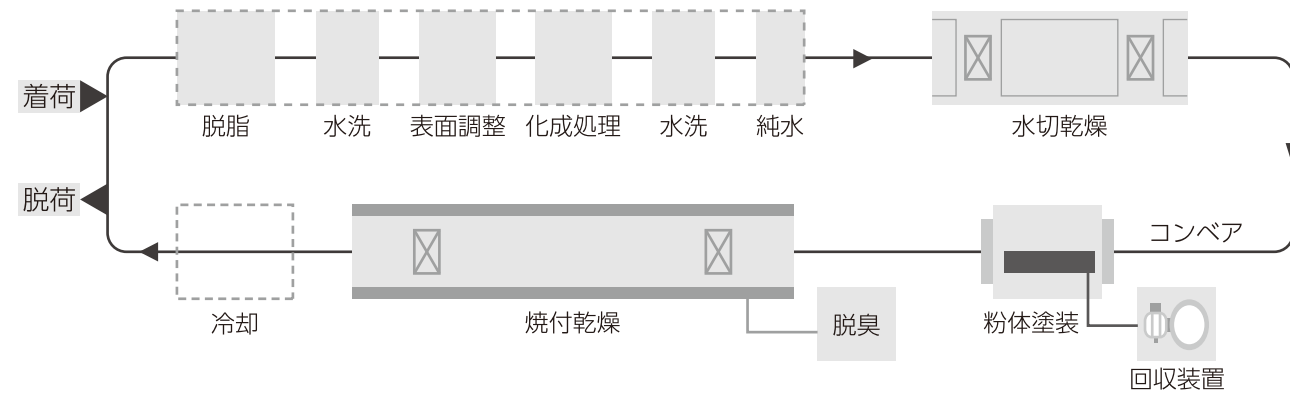 着荷
脱脂
水洗
表面調整
化成処理
水洗
純水
水切乾燥
脱荷
コンベア
冷却
焼付乾燥
脱臭
粉体塗装
回収装置